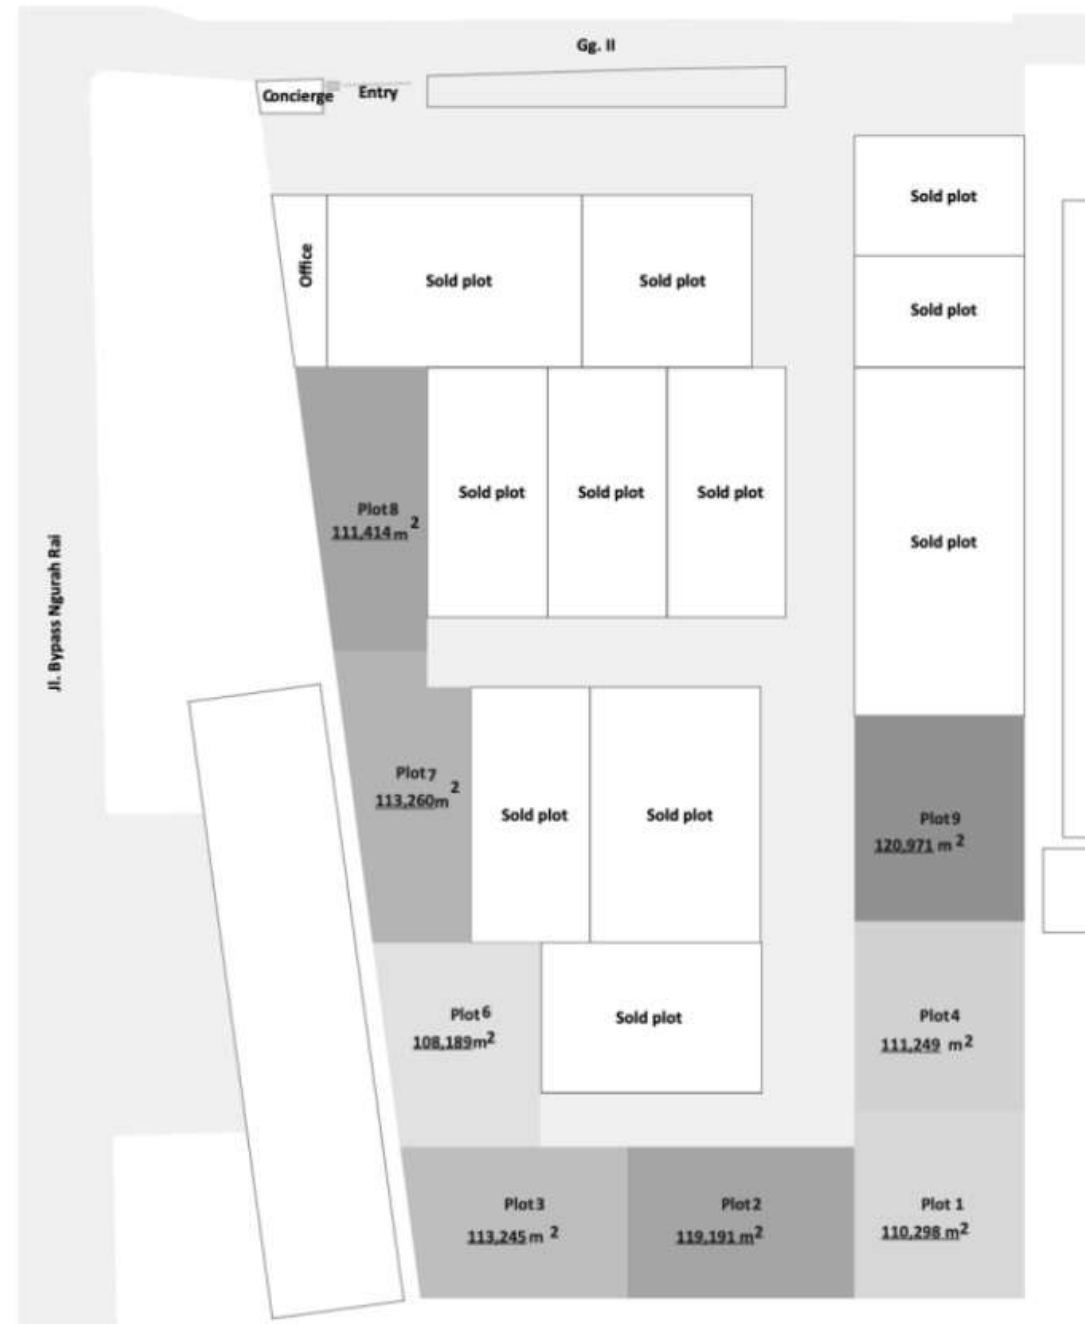 Gg. II
Concierge
Entry
Sold plot
Office
Sold plot
Sold plot
Sold plot
Plot 8
111,414 m2
Sold plot
Sold plot
Sold plot
Sold plot
Jl. Bypass Ngurah Rai
Plot 7
113,260m2
Sold plot
Sold plot
Plot 9
120,971 m2
Plot 6
108,189m2
Sold plot
Plot 4
111,249 m2
Plot 3
113,245 m2
Plot 2
119,191 m2
Plot 1
110,298 m2